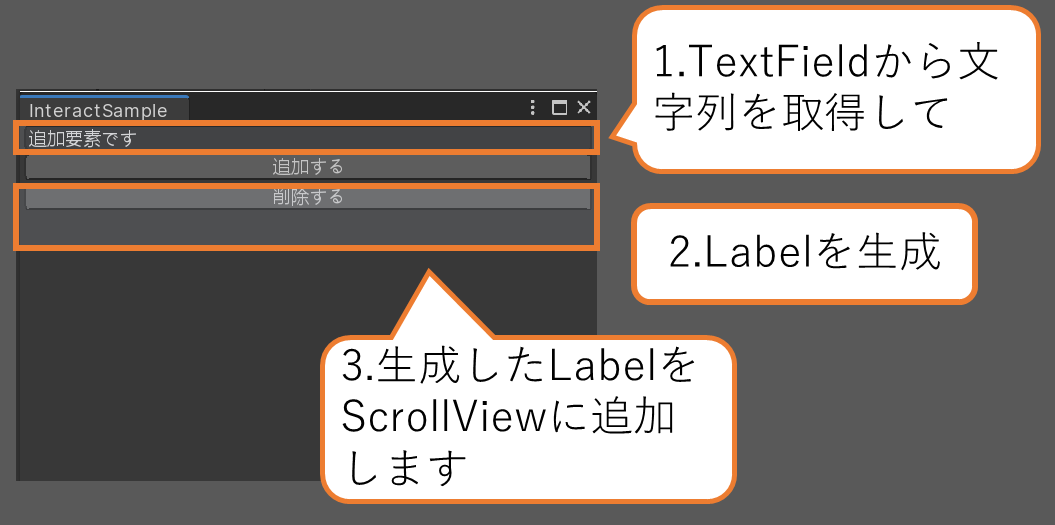 InteractSample
追加要素です
追加する
削除する
1.TextFieldから文
字列を取得して
2.Labelを生成
3.生成したLabelを
ScrollViewに追加
します